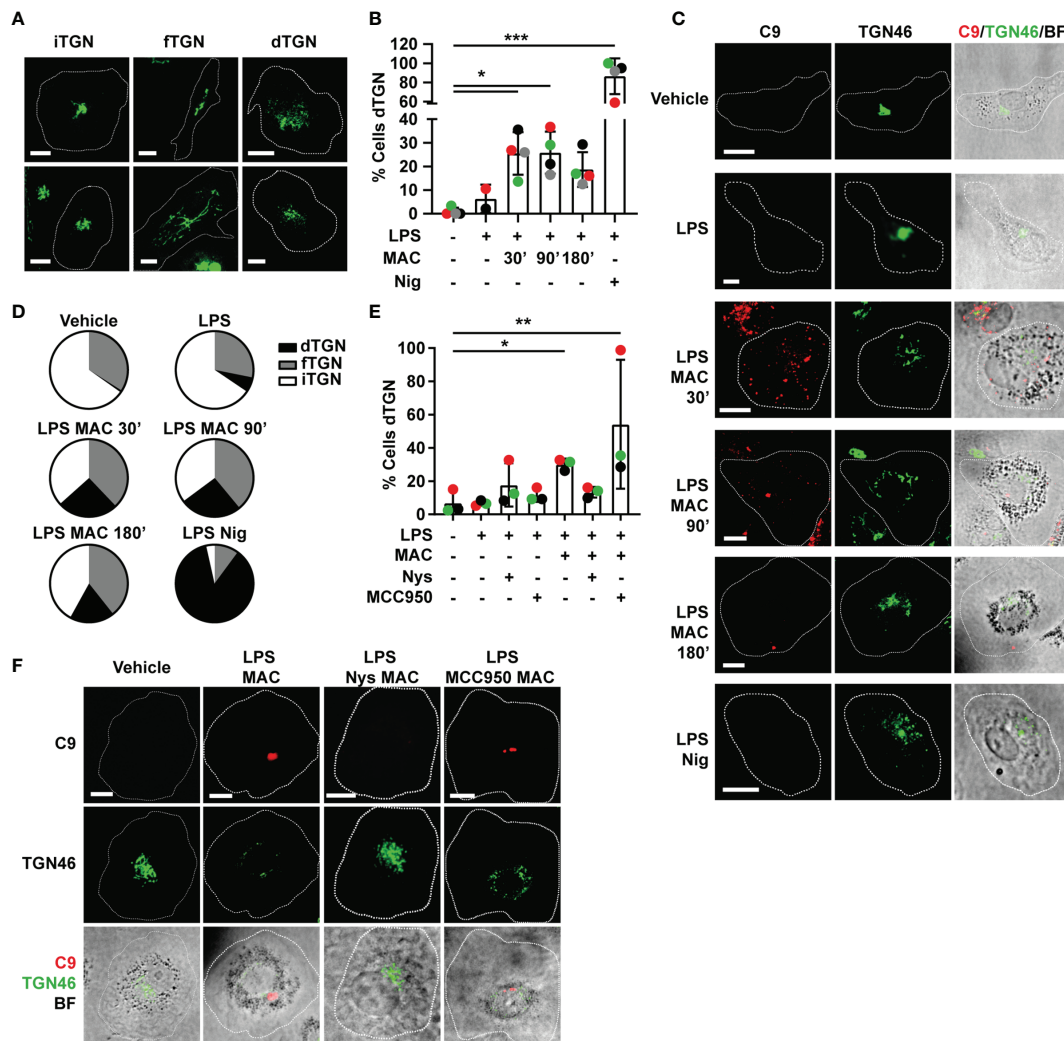 A
iTGN fTGN dTGN
B
***
*
% Cells dTGN
120
100
80
60
40
30
20
10
0
LPS - + + + + +
MAC - - 30' 90' 180' -
Nig - - - - - +
C
C9 TGN46 C9/TGN46/BF
Vehicle
LPS
LPS
MAC
30'
LPS
MAC
90'
LPS
MAC
180'
LPS
Nig
D
Vehicle LPS
dTGN
fTGN
iTGN
LPS MAC 30' LPS MAC 90'
LPS MAC 180' LPS Nig
E
**
*
% Cells dTGN
100
80
60
40
20
0
LPS - + + + + + +
MAC - - - - + + +
Nys - - + - - + -
MCC950 - - - + - - +
F
Vehicle
LPS
MAC
LPS
Nys MAC
LPS
MCC950 MAC
C9
TGN46
C9
TGN46
BF